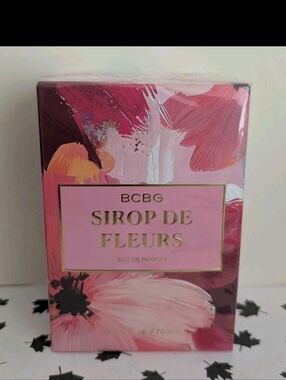 BCBG
SIROP DE
FLEURS
EAU DE PARFUM